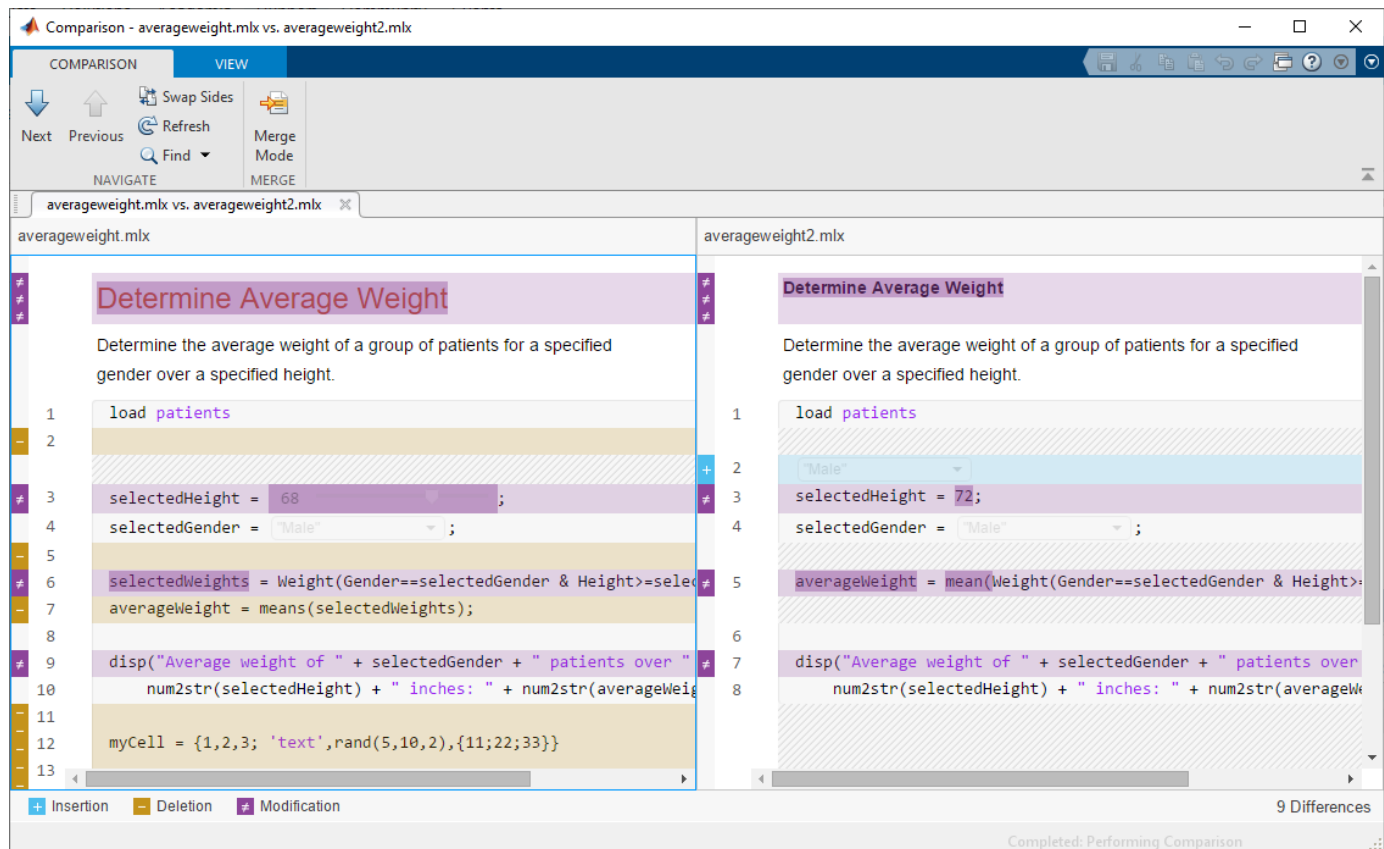 Comparison - averageweight.mlx vs. averageweight2.mlx
COMPARISON
VIEW
Next
Previous
Swap Sides
Refresh
Find
NAVIGATE
Merge
Mode
MERGE
averageweight.mlx vs. averageweight2.mlx
averageweight.mlx
Determine Average Weight
Determine the average weight of a group of patients for a specified
gender over a specified height.
1 load patients
2
3 selectedHeight = 68 ;
4 selectedGender = "Male" ;
5
6 selectedWeights = Weight(Gender==selectedGender & Height>=selec
7 averageWeight = means(selectedWeights);
8
9 disp("Average weight of " + selectedGender + " patients over "
10 num2str(selectedHeight) + " inches: " + num2str(averageWeig
11
12 myCell = {1,2,3; 'text',rand(5,10,2),{11;22;33}}
13
averageweight2.mlx
Determine Average Weight
Determine the average weight of a group of patients for a specified
gender over a specified height.
1 load patients
2 "Male"
3 selectedHeight = 72;
4 selectedGender = "Male" ;
5 averageWeight = mean(Weight(Gender==selectedGender & Height>=
6
7 disp("Average weight of " + selectedGender + " patients over
8 num2str(selectedHeight) + " inches: " + num2str(averageWe
+ Insertion - Deletion ≠ Modification
9 Differences
Completed: Performing Comparison